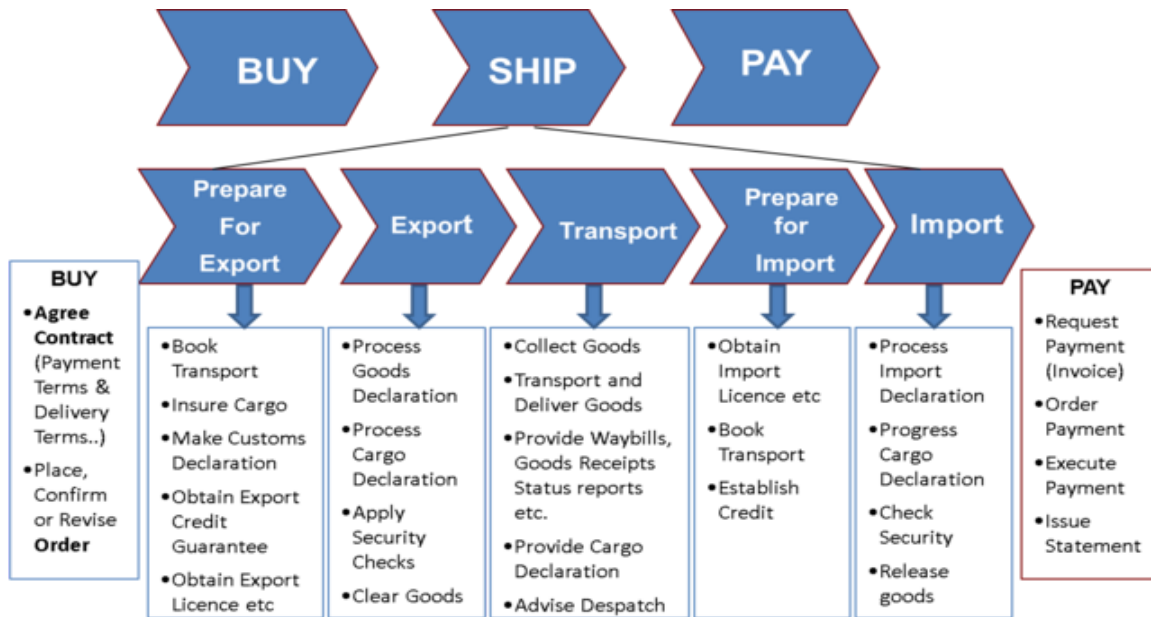 BUY
SHIP
PAY
Prepare
For
Export
Export
Transport
Prepare
for
Import
Import
BUY
•Agree
Contract
(Payment
Terms &
Delivery
Terms..)
•Place,
Confirm
or Revise
Order
•Book
Transport
•Insure Cargo
•Make Customs
Declaration
•Obtain Export
Credit
Guarantee
•Obtain Export
Licence etc
•Process
Goods
Declaration
•Process
Cargo
Declaration
•Apply
Security
Checks
•Clear Goods
•Collect Goods
•Transport and
Deliver Goods
•Provide Waybills,
Goods Receipts
Status reports
etc.
•Provide Cargo
Declaration
•Advise Despatch
•Obtain
Import
Licence etc
•Book
Transport
•Establish
Credit
•Process
Import
Declaration
•Progress
Cargo
Declaration
•Check
Security
•Release
goods
PAY
•Request
Payment
(Invoice)
•Order
Payment
•Execute
Payment
•Issue
Statement